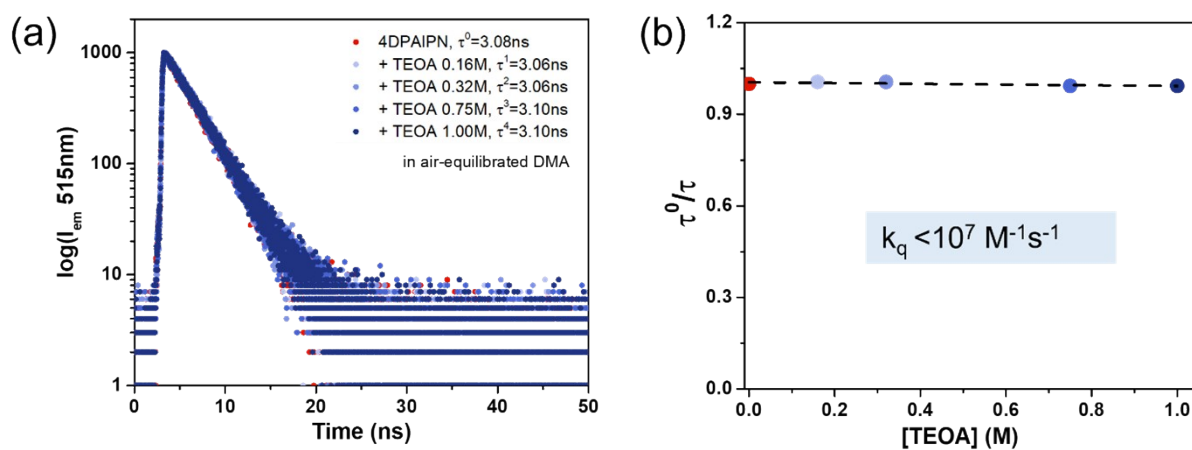 (a)
log(I_em 515nm)
1000
100
10
1
4DPAIPN, τ⁰=3.08ns
+ TEOA 0.16M, τ¹=3.06ns
+ TEOA 0.32M, τ²=3.06ns
+ TEOA 0.75M, τ³=3.10ns
+ TEOA 1.00M, τ⁴=3.10ns
in air-equilibrated DMA
0 10 20 30 40 50
Time (ns)
(b)
τ⁰/τ
1.2
0.9
0.6
0.3
0.0
k_q <10⁷ M⁻¹s⁻¹
0.0 0.2 0.4 0.6 0.8 1.0
[TEOA] (M)